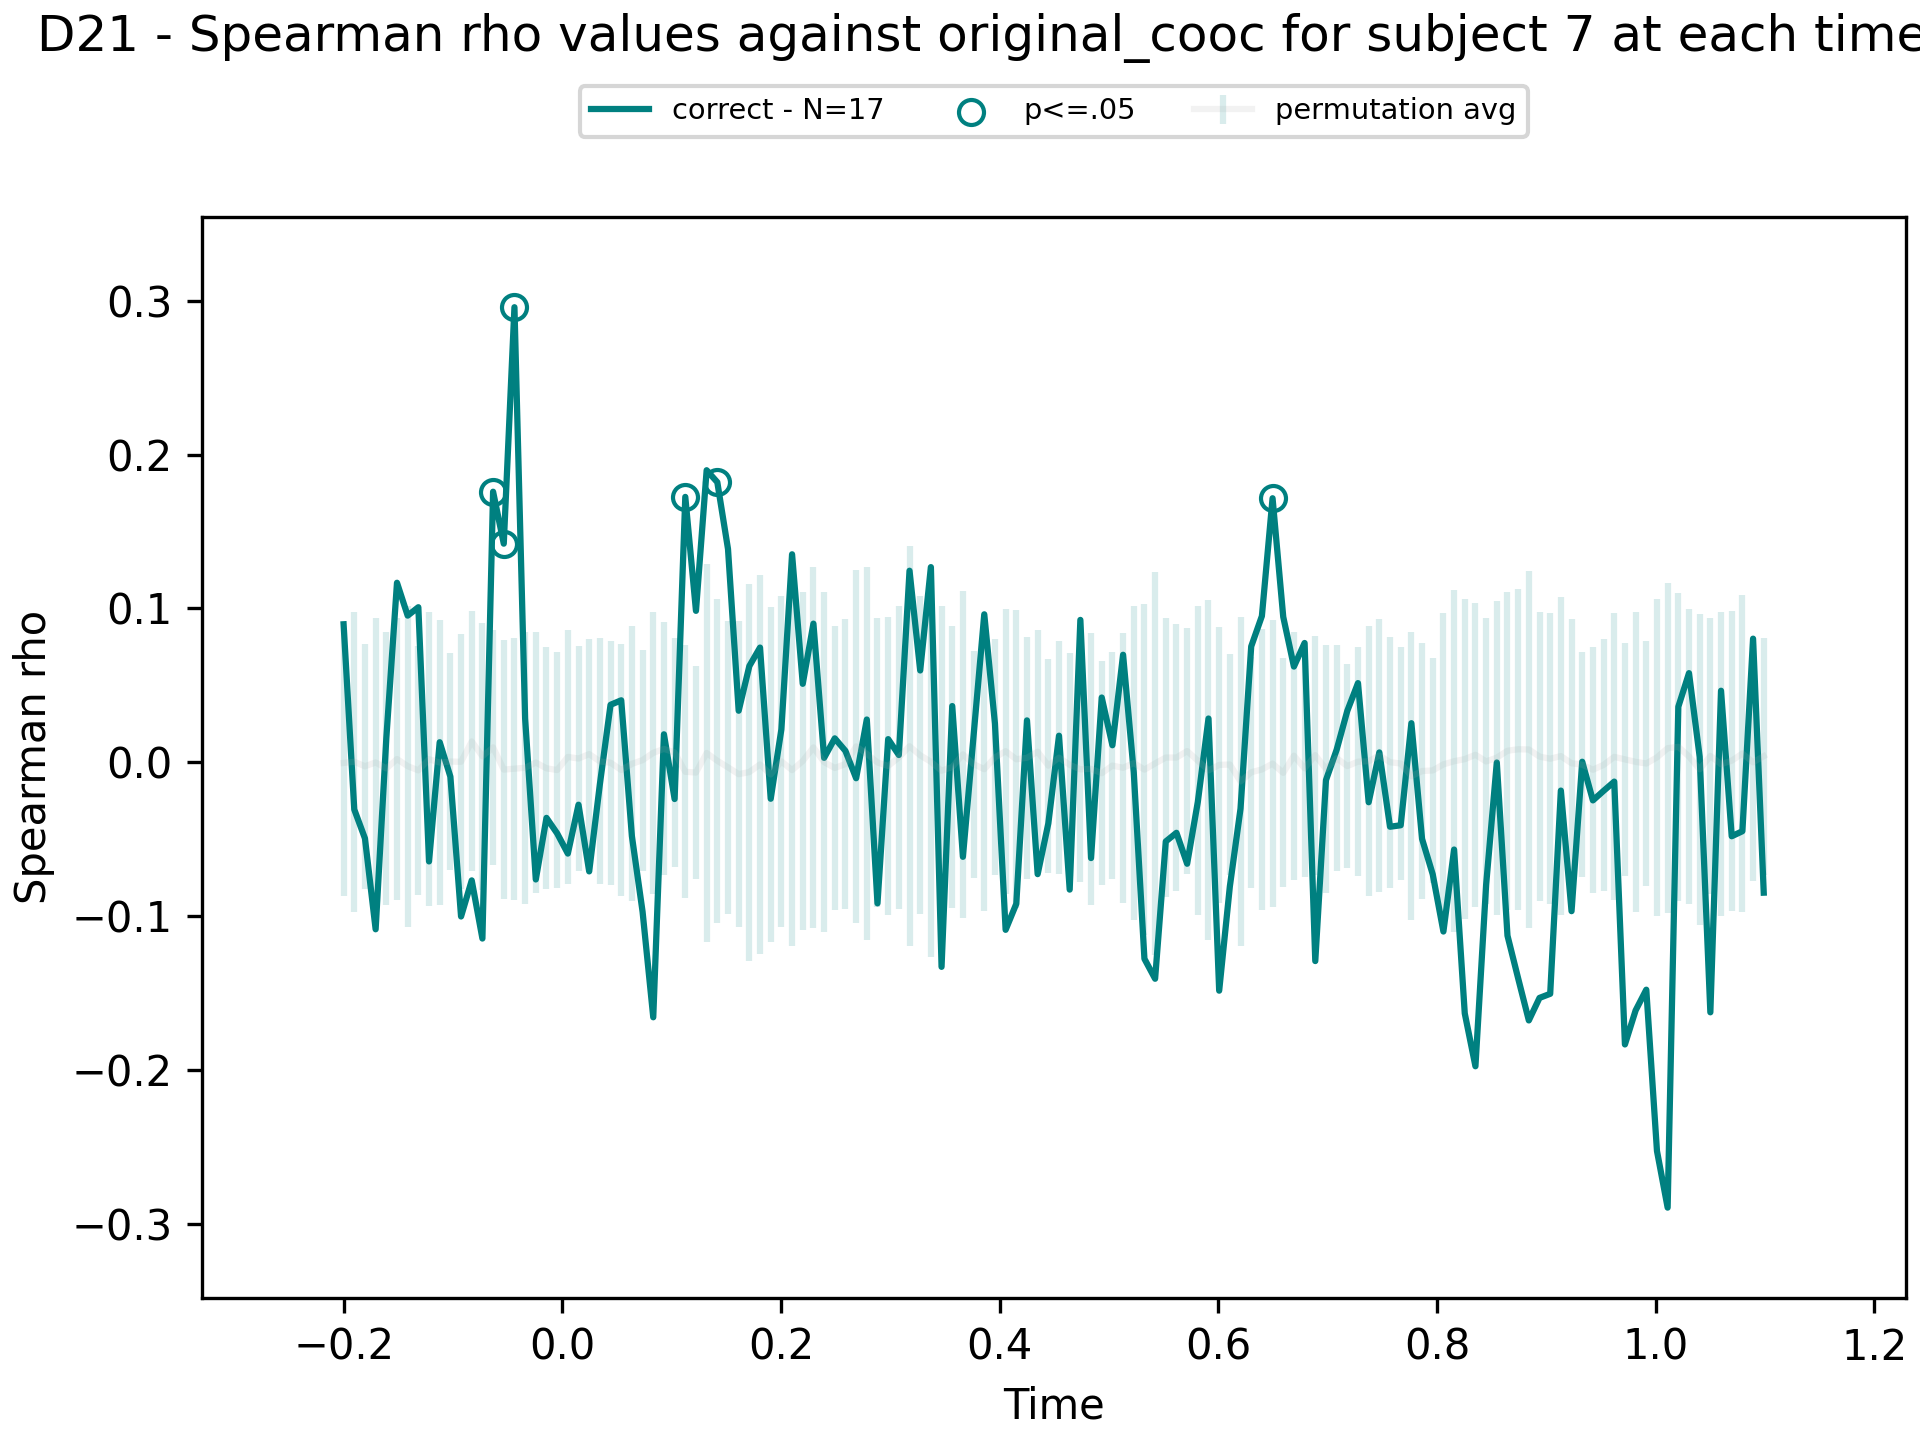 D21 - Spearman rho values against original_cooc for subject 7 at each time
correct - N=17 p<=.05 permutation avg
0.3
0.2
0.1
0.0
−0.1
−0.2
−0.3
Spearman rho
−0.2 0.0 0.2 0.4 0.6 0.8 1.0 1.2
Time